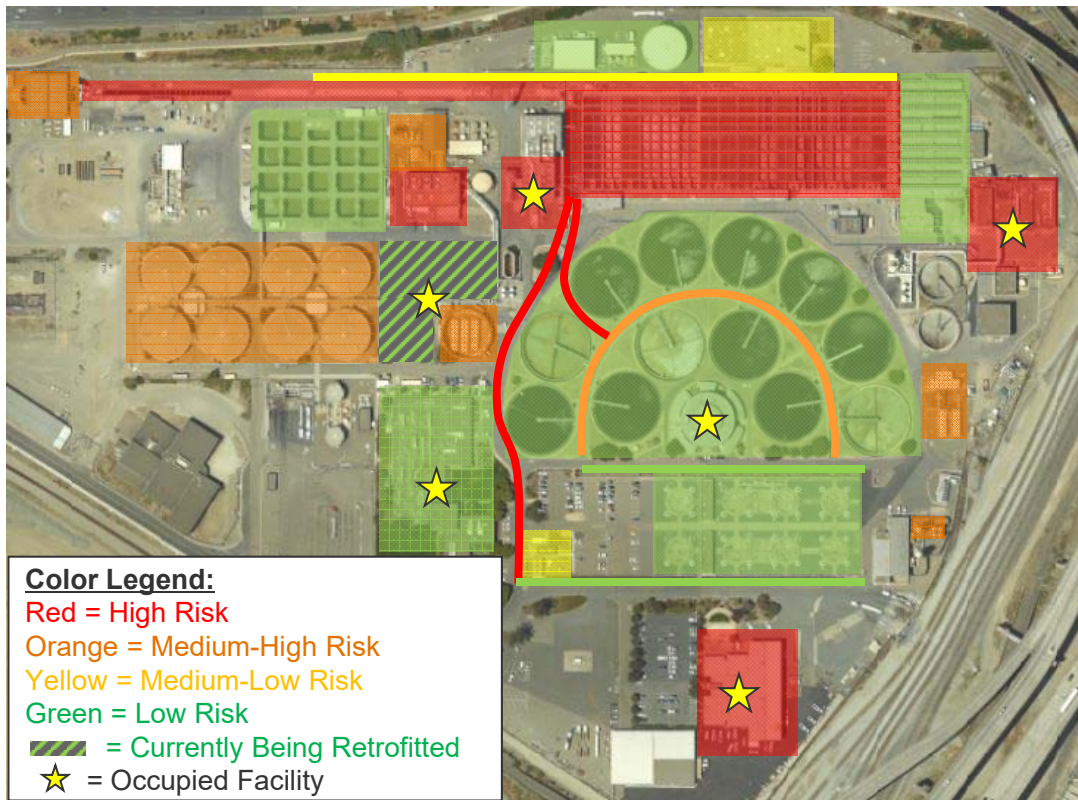 Color Legend:
Red = High Risk
Orange = Medium-High Risk
Yellow = Medium-Low Risk
Green = Low Risk
= Currently Being Retrofitted
= Occupied Facility